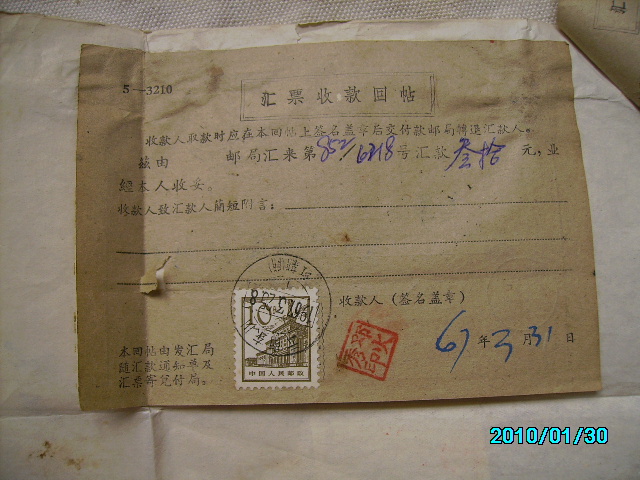 5—3210
汇票收款回帖
收款人取款时应在本回帖上签名盖章后交付款邮局转退汇款人。
兹由 邮局汇来第852/6218号汇款叁拾元,业
经本人收妥。
收款人致汇款人简短附言:
收款人(签名盖章)
67年3月31日
本回帖由发汇局
随汇款通知单及
汇票寄兑付局。
10
中国人民邮政
2010/01/30